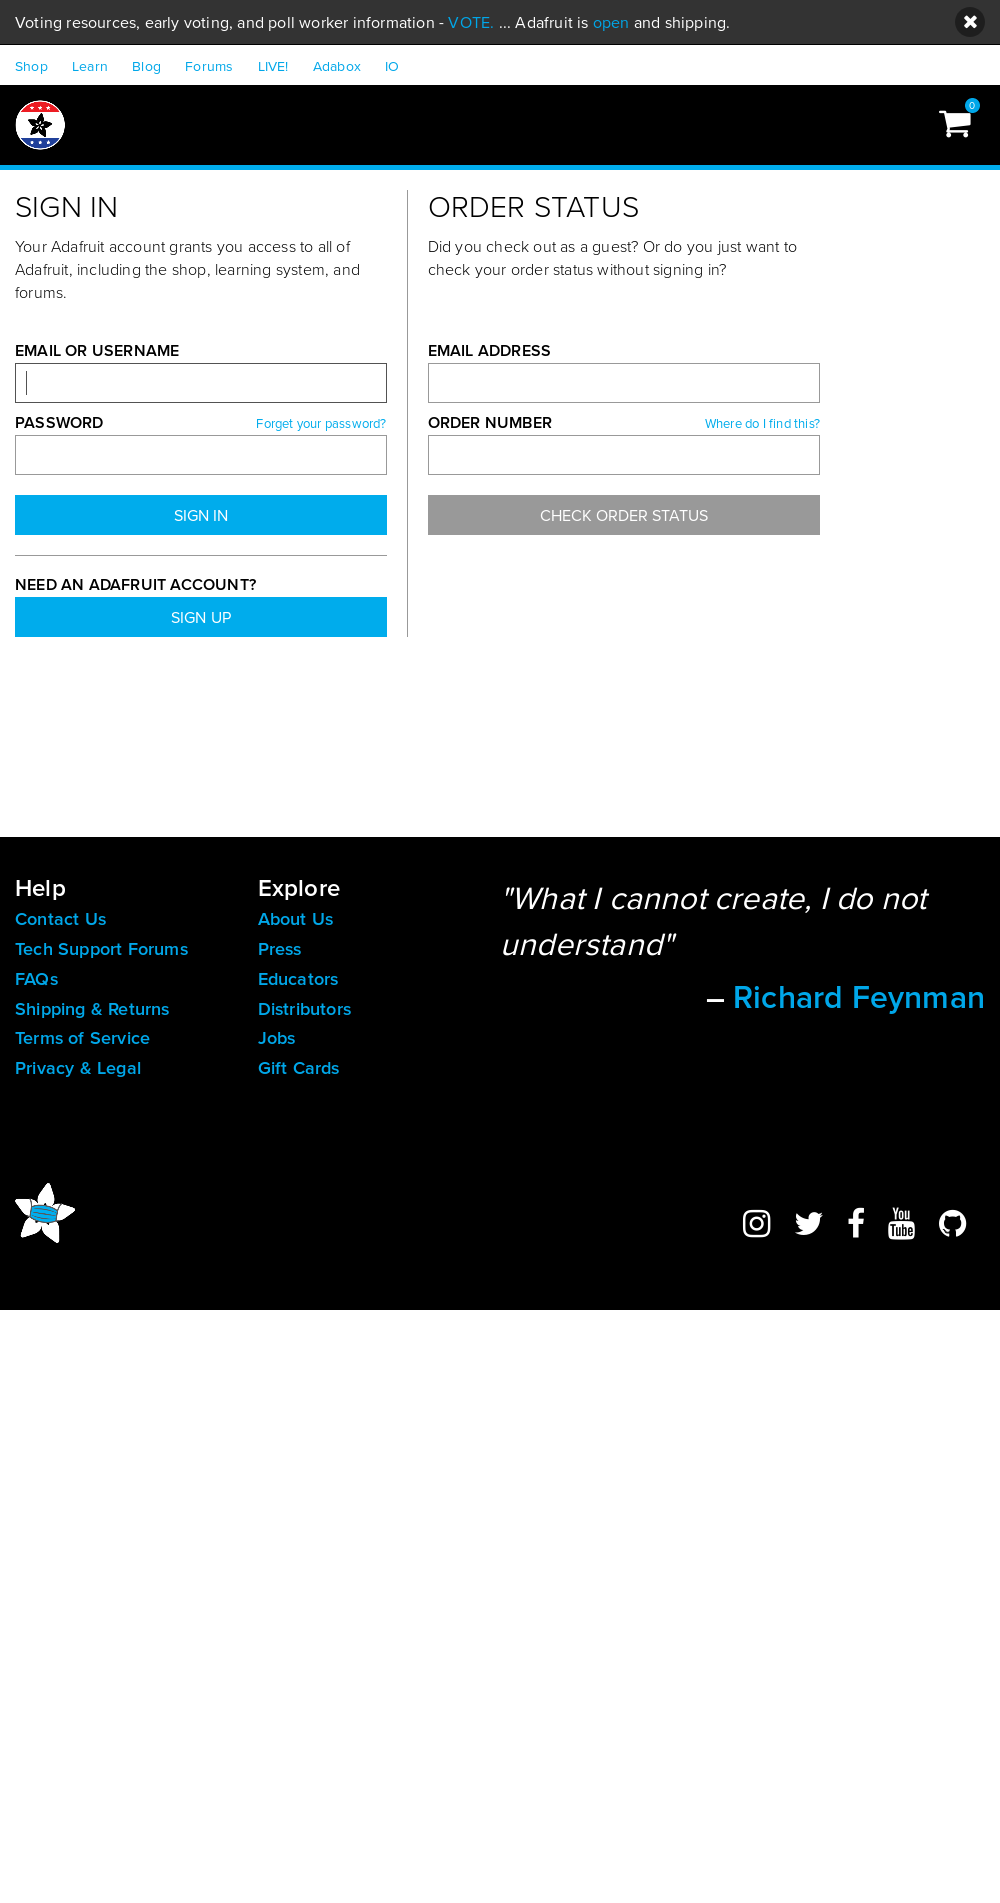 Voting resources, early voting, and poll worker information - VOTE. ... Adafruit is open and shipping.
Shop Learn Blog Forums LIVE! Adabox IO
0
SIGN IN
Your Adafruit account grants you access to all of
Adafruit, including the shop, learning system, and
forums.
EMAIL OR USERNAME
PASSWORD Forget your password?
SIGN IN
NEED AN ADAFRUIT ACCOUNT?
SIGN UP
ORDER STATUS
Did you check out as a guest? Or do you just want to
check your order status without signing in?
EMAIL ADDRESS
ORDER NUMBER Where do I find this?
CHECK ORDER STATUS
Help
Contact Us
Tech Support Forums
FAQs
Shipping & Returns
Terms of Service
Privacy & Legal
Explore
About Us
Press
Educators
Distributors
Jobs
Gift Cards
"What I cannot create, I do not
understand"
– Richard Feynman
You
Tube